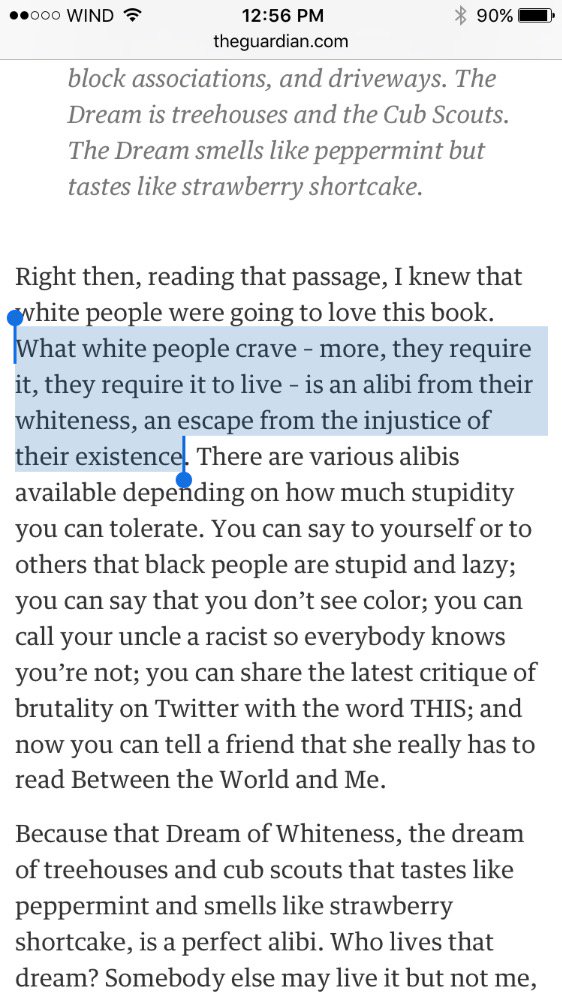 WIND 12:56 PM 90%
theguardian.com
block associations, and driveways. The
Dream is treehouses and the Cub Scouts.
The Dream smells like peppermint but
tastes like strawberry shortcake.
Right then, reading that passage, I knew that
white people were going to love this book.
What white people crave – more, they require
it, they require it to live – is an alibi from their
whiteness, an escape from the injustice of
their existence. There are various alibis
available depending on how much stupidity
you can tolerate. You can say to yourself or to
others that black people are stupid and lazy;
you can say that you don’t see color; you can
call your uncle a racist so everybody knows
you’re not; you can share the latest critique of
brutality on Twitter with the word THIS; and
now you can tell a friend that she really has to
read Between the World and Me.
Because that Dream of Whiteness, the dream
of treehouses and cub scouts that tastes like
peppermint and smells like strawberry
shortcake, is a perfect alibi. Who lives that
dream? Somebody else may live it but not me,